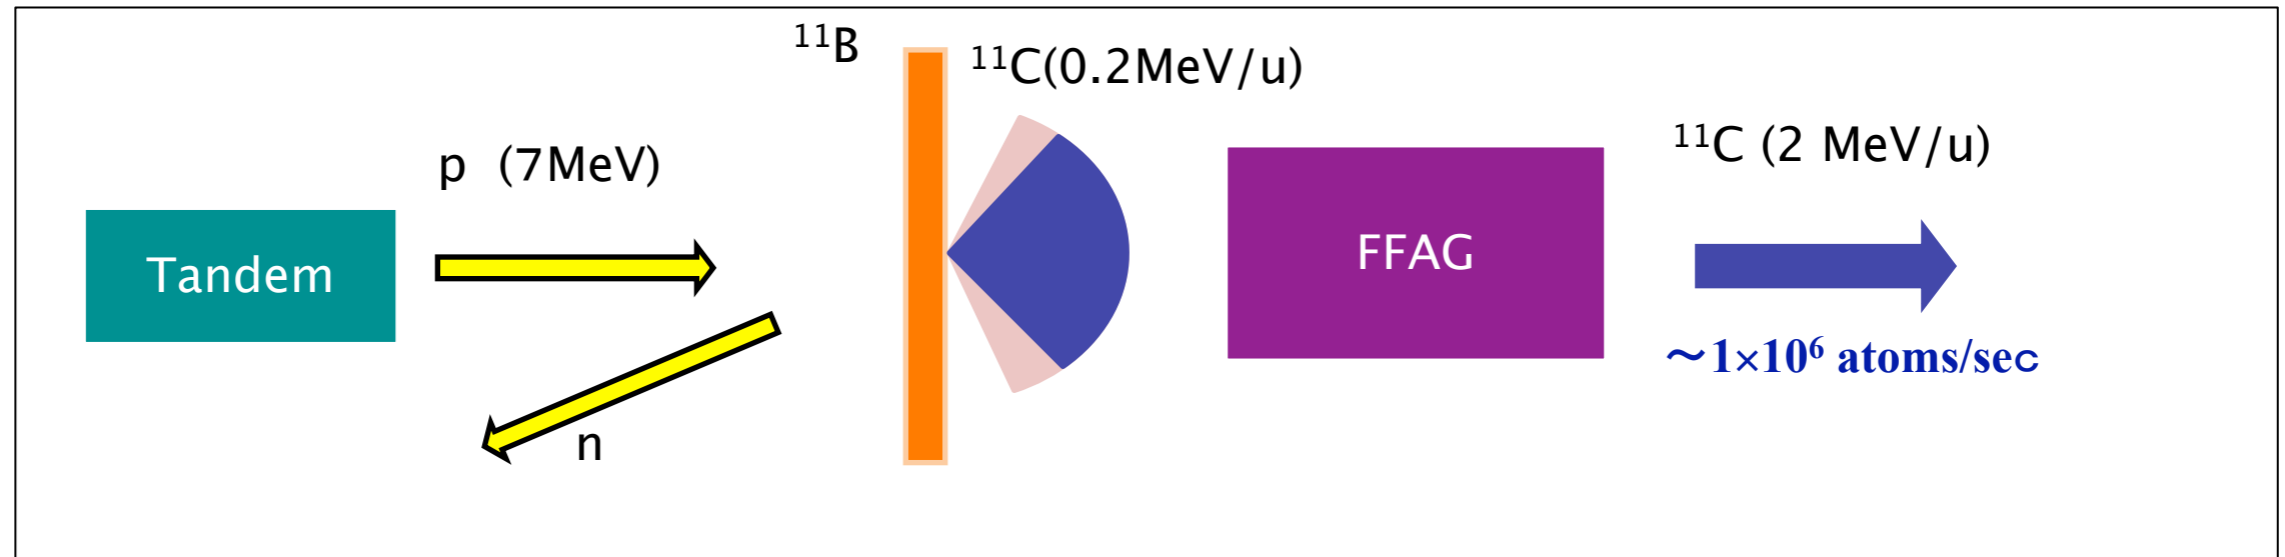 ¹¹B
¹¹C(0.2MeV/u)
p (7MeV)
¹¹C (2 MeV/u)
Tandem
FFAG
n
~1×10⁶ atoms/sec